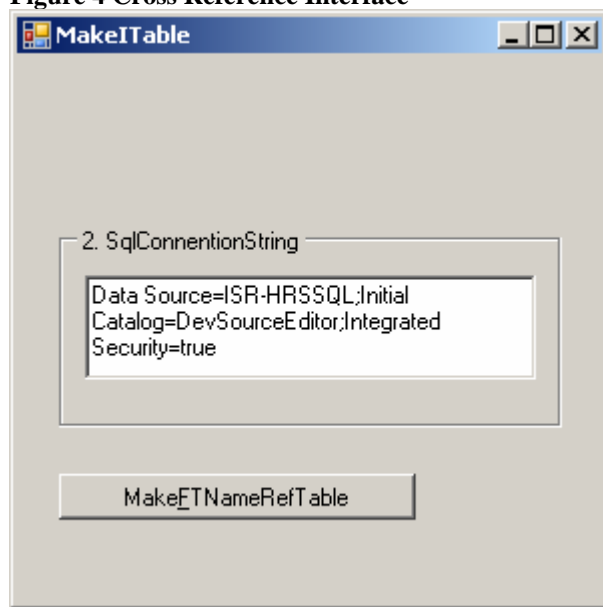 Figure 4 Cross Reference Interface
MakeITable
2. SqlConnentionString
Data Source=ISR-HRSSQL;Initial
Catalog=DevSourceEditor;Integrated
Security=true
MakeFTNameRefTable